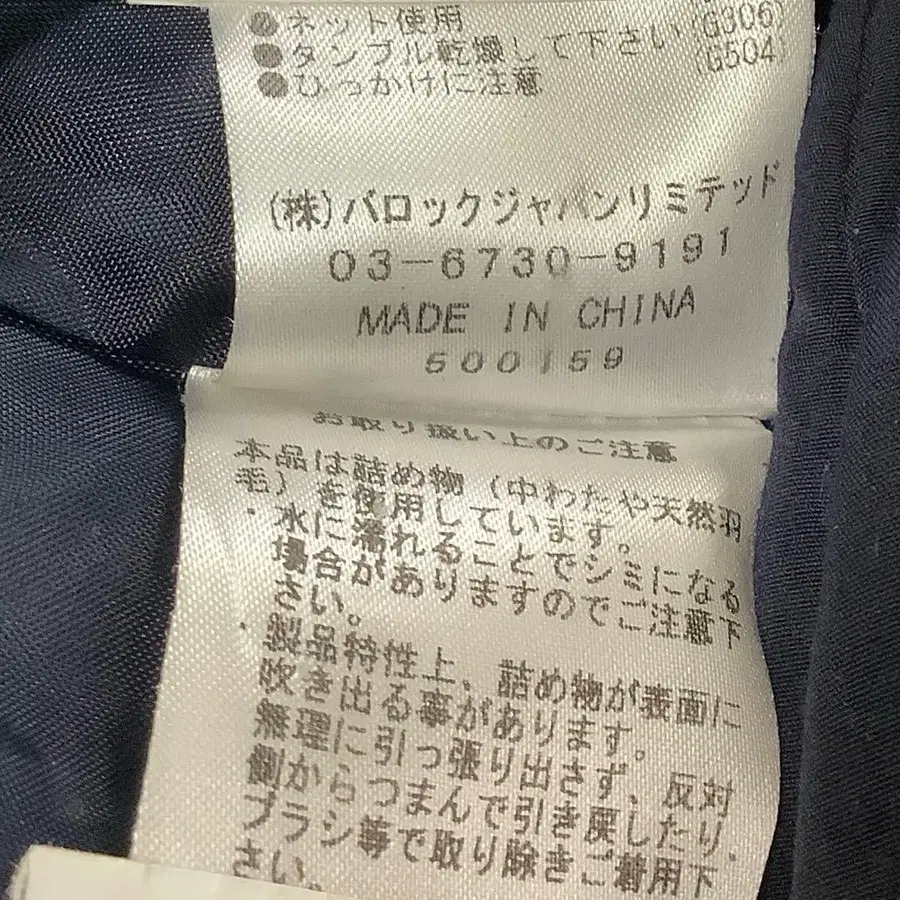 ●ネット使用 (G306)
●タンブル乾燥して下さい (G504)
●ひっかけに注意
(株)バロックジャパンリミテッド
03-6730-9191
MADE IN CHINA
500159
お取り扱い上のご注意
本品は詰め物(中わたや天然羽
毛)を使用しています。
・水に濡れることでシミになる
場合がありますのでご注意下
さい。
・製品特性上、詰め物が表面に
吹き出る事があります。
無理に引っ張り出さず、反対
側からつまんで引き戻したり、
ブラシ等で取り除きご着用下
さい。